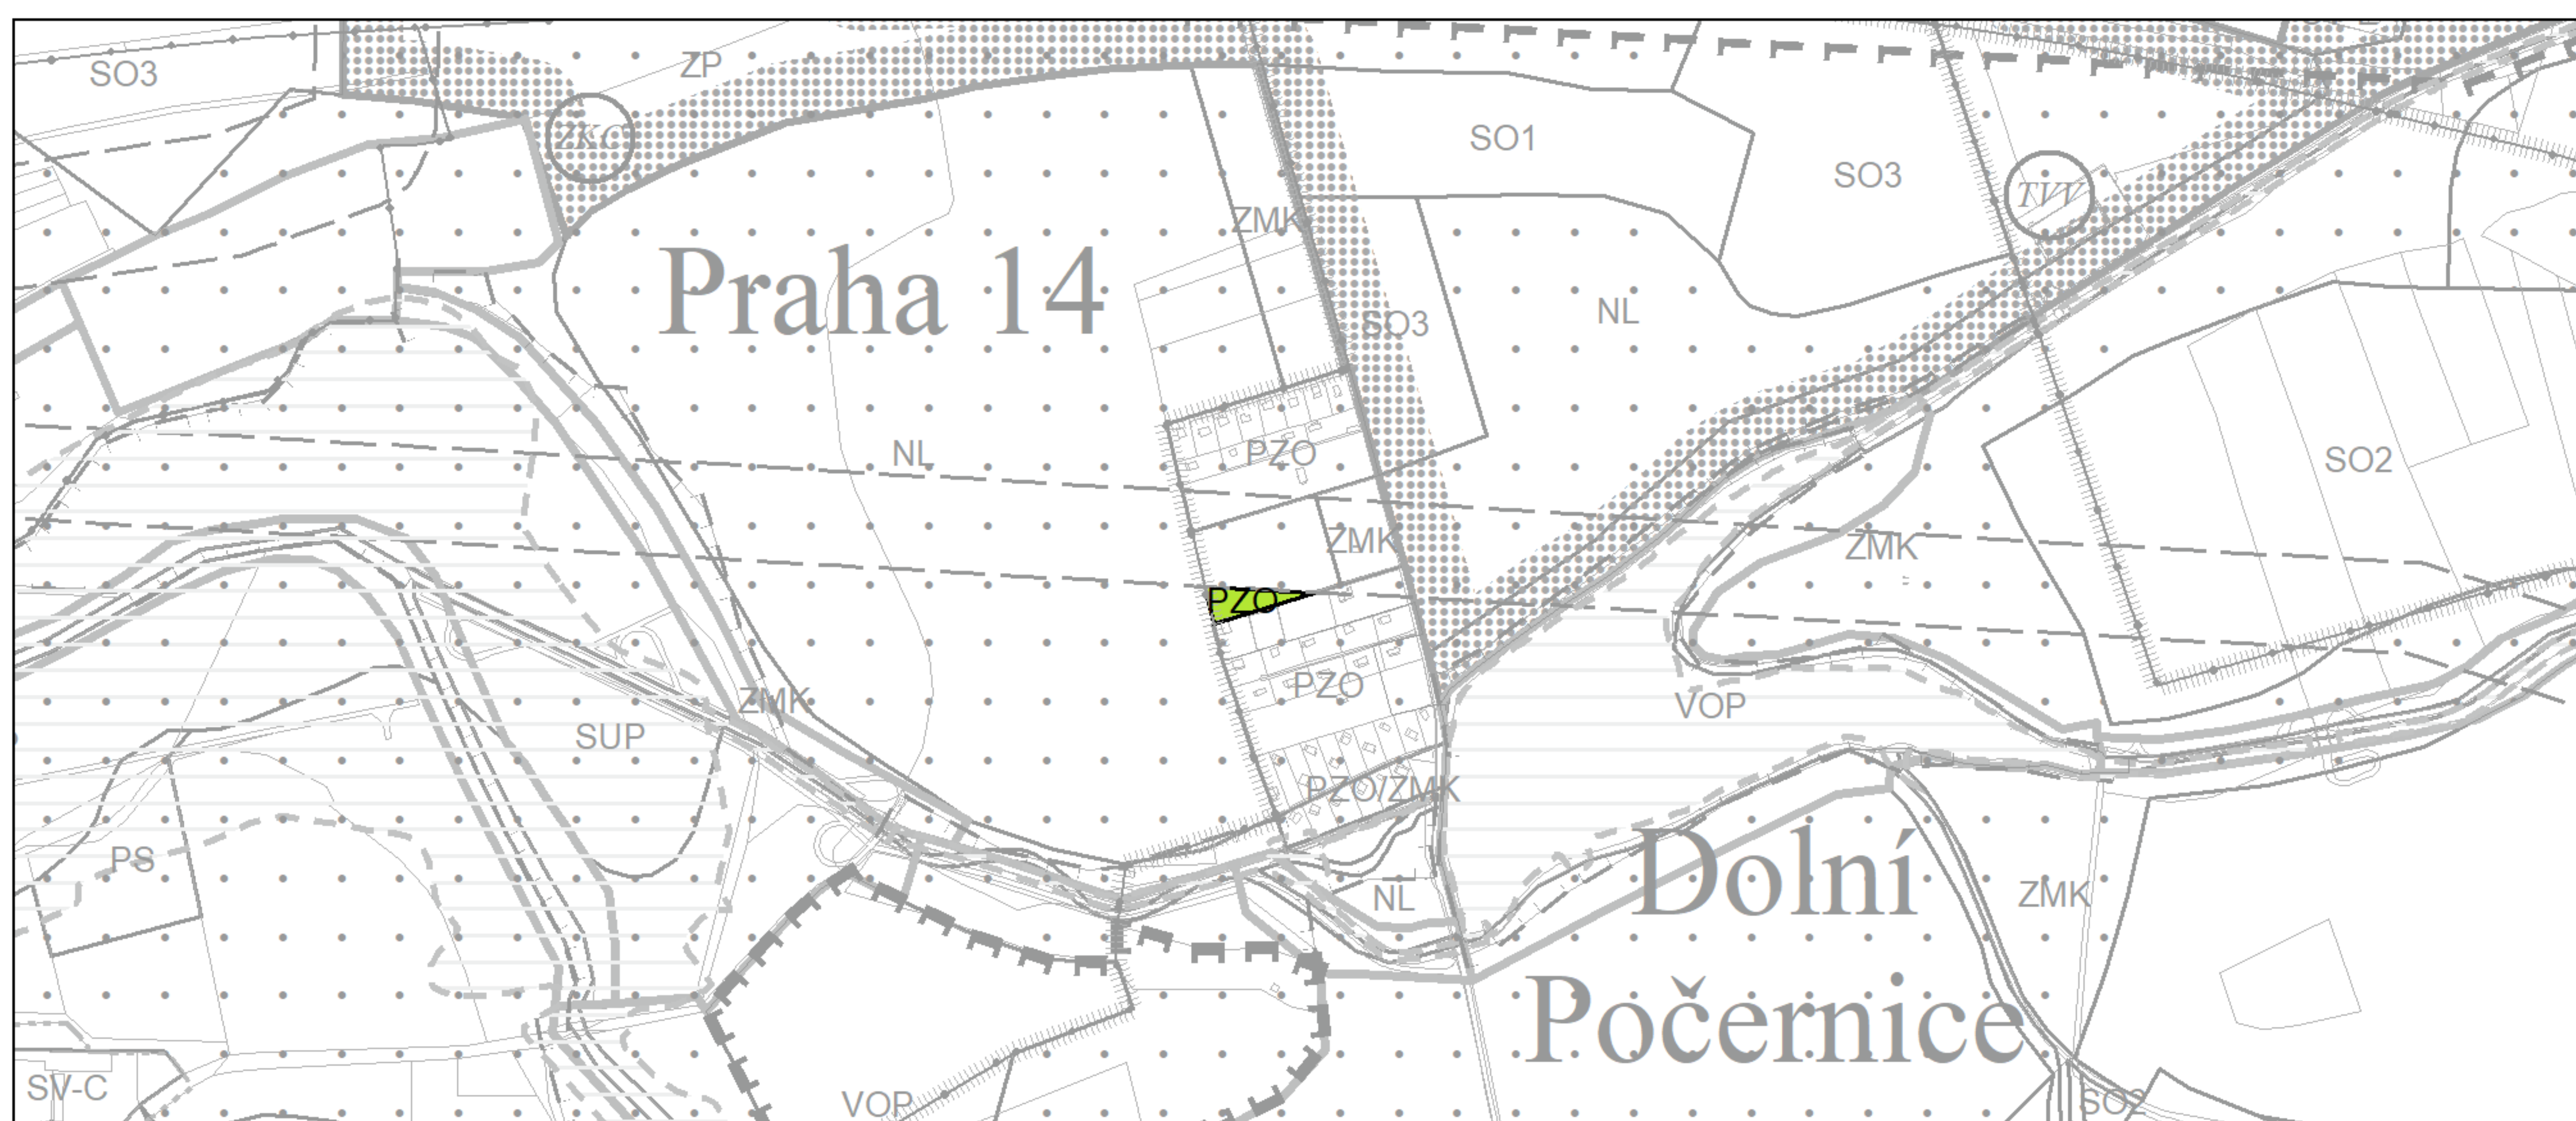 ZP
SO3
ZKC
SO1
SO3
TVV
ZMK
Praha 14
NL
SO3
NL
PZO
SO2
ZMK
ZMK
PZO
PZO
ZMK
SUP
VOP
PZO/ZMK
PS
NL
Dolní
Počernice
ZMK
SV-C
VOP
SO2